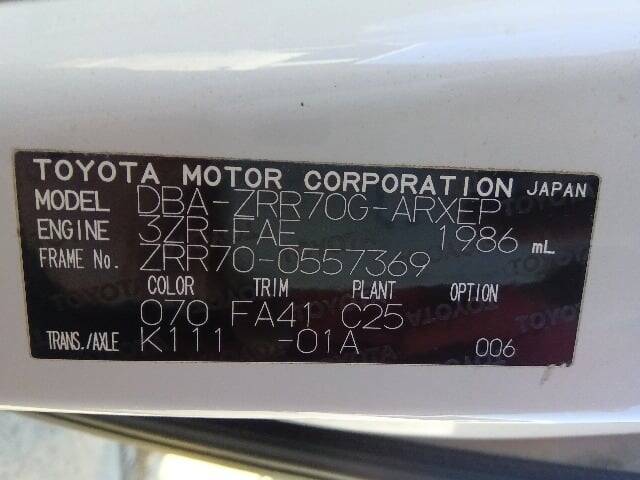 TOYOTA MOTOR CORPORATION JAPAN
MODEL DBA-ZRR70G-ARXEP
ENGINE 3ZR-FAE 1986 mL
FRAME No. ZRR70-0557369
COLOR TRIM PLANT OPTION
070 FA41 C25
TRANS./AXLE K111 -01A 006